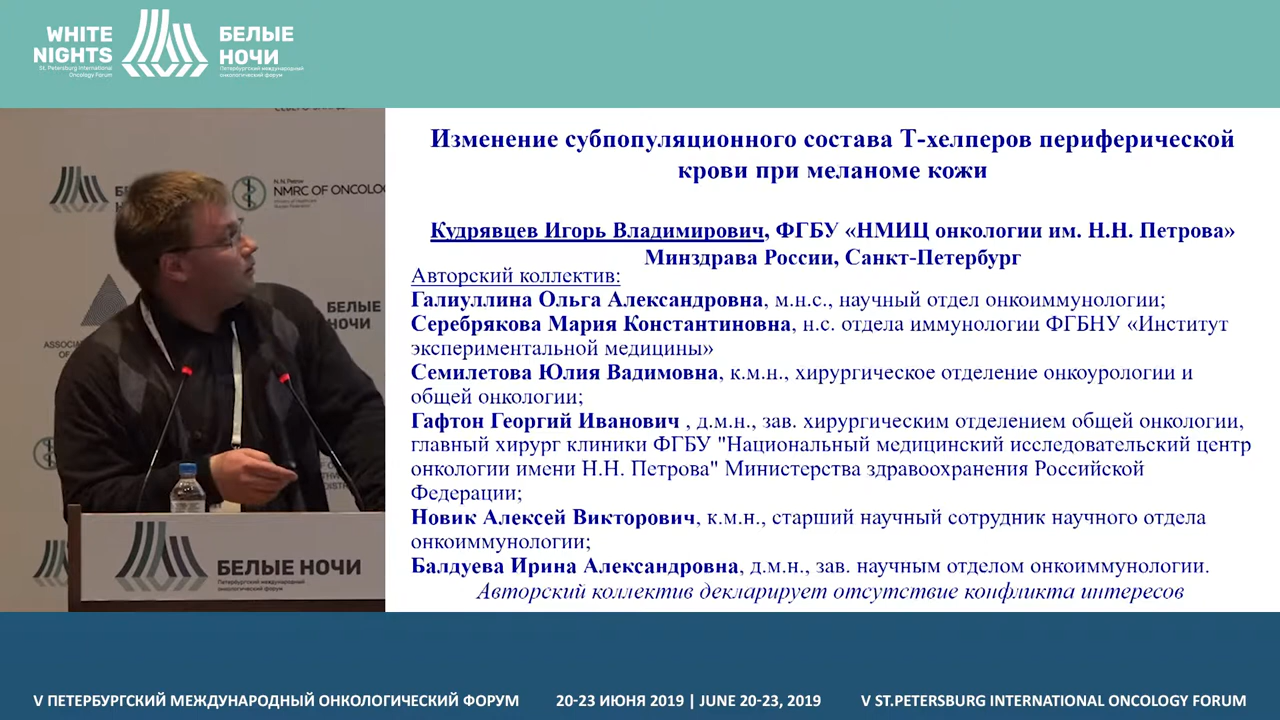 WHITE
NIGHTS
St. Petersburg International
Oncology Forum
БЕЛЫЕ
НОЧИ
Петербургский международный
онкологический форум
N.N. Petrov
NMRC OF ONCOLO
БЕЛЫЕ
НОЧИ
ASSOCIA
Изменение субпопуляционного состава Т-хелперов периферической
крови при меланоме кожи
Кудрявцев Игорь Владимирович, ФГБУ «НМИЦ онкологии им. Н.Н. Петрова»
Минздрава России, Санкт-Петербург
Авторский коллектив:
Галиуллина Ольга Александровна, м.н.с., научный отдел онкоиммунологии;
Серебрякова Мария Константиновна, н.с. отдела иммунологии ФГБНУ «Институт
экспериментальной медицины»
Семилетова Юлия Вадимовна, к.м.н., хирургическое отделение онкоурологии и
общей онкологии;
Гафтон Георгий Иванович , д.м.н., зав. хирургическим отделением общей онкологии,
главный хирург клиники ФГБУ "Национальный медицинский исследовательский центр
онкологии имени Н.Н. Петрова" Министерства здравоохранения Российской
Федерации;
Новик Алексей Викторович, к.м.н., старший научный сотрудник научного отдела
онкоиммунологии;
Балдуева Ирина Александровна, д.м.н., зав. научным отделом онкоиммунологии.
Авторский коллектив декларирует отсутствие конфликта интересов
БЕЛЫЕ НОЧИ
Петербургский международный
онкологический форум
V ПЕТЕРБУРГСКИЙ МЕЖДУНАРОДНЫЙ ОНКОЛОГИЧЕСКИЙ ФОРУМ
20-23 ИЮНЯ 2019 | JUNE 20-23, 2019
V ST.PETERSBURG INTERNATIONAL ONCOLOGY FORUM